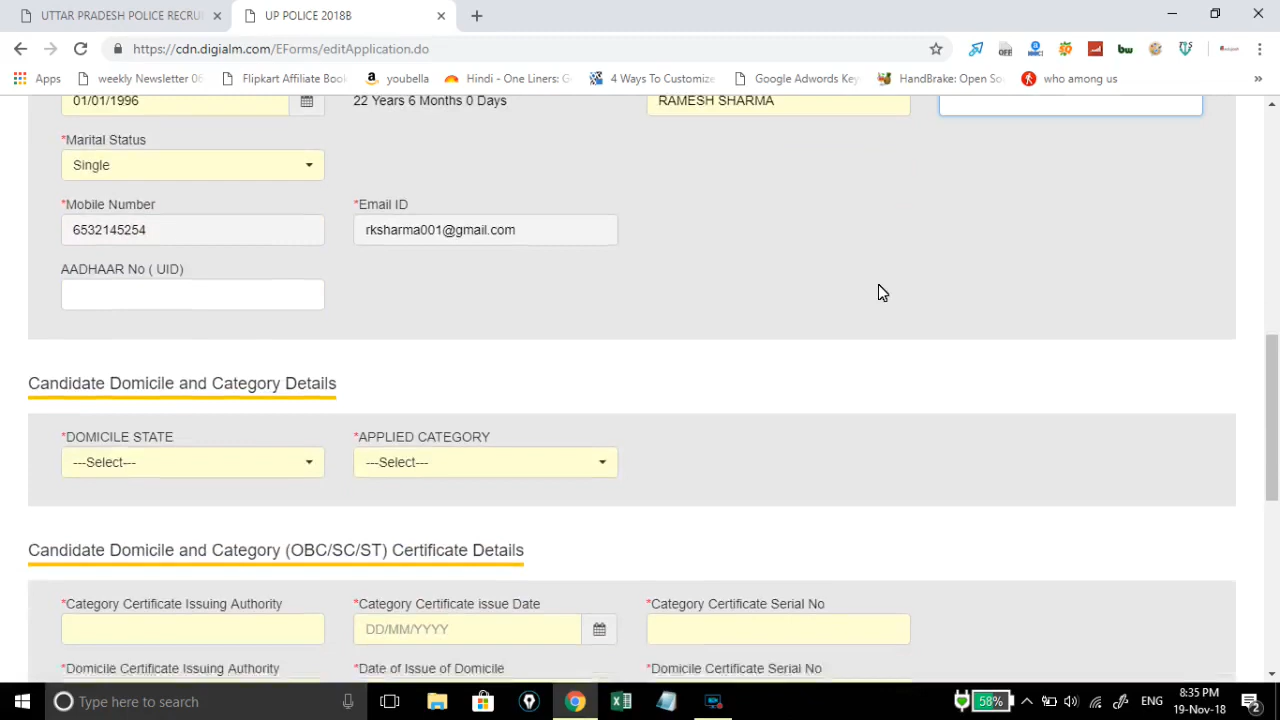 UTTAR PRADESH POLICE RECRU
UP POLICE 2018B
https://cdn.digialm.com/EForms/editApplication.do
Apps
weekly Newsletter 06
Flipkart Affiliate Boo
youbella
Hindi - One Liners: G
4 Ways To Customize
Google Adwords Key
HandBrake: Open So
who among us
»
01/01/1996
22 Years 6 Months 0 Days
RAMESH SHARMA
*Marital Status
Single
*Mobile Number
*Email ID
6532145254
rksharma001@gmail.com
AADHAAR No ( UID)
Candidate Domicile and Category Details
*DOMICILE STATE
*APPLIED CATEGORY
---Select---
---Select---
Candidate Domicile and Category (OBC/SC/ST) Certificate Details
*Category Certificate Issuing Authority
*Category Certificate issue Date
*Category Certificate Serial No
DD/MM/YYYY
*Domicile Certificate Issuing Authority
*Date of Issue of Domicile
*Domicile Certificate Serial No
Type here to search
58%
ENG
8:35 PM
19-Nov-18
2